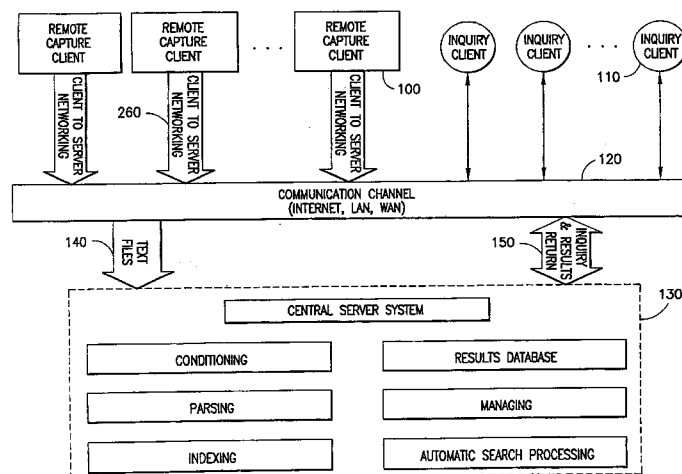 REMOTE
CAPTURE
CLIENT
REMOTE
CAPTURE
CLIENT
. . .
REMOTE
CAPTURE
CLIENT
INQUIRY
CLIENT
INQUIRY
CLIENT
. . .
INQUIRY
CLIENT
100
110
260
CLIENT TO SERVER
NETWORKING
CLIENT TO SERVER
NETWORKING
CLIENT TO SERVER
NETWORKING
120
COMMUNICATION CHANNEL
(INTERNET, LAN, WAN)
140
TEXT
FILES
150
INQUIRY
& RESULTS
RETURN
130
CENTRAL SERVER SYSTEM
CONDITIONING
RESULTS DATABASE
PARSING
MANAGING
INDEXING
AUTOMATIC SEARCH PROCESSING